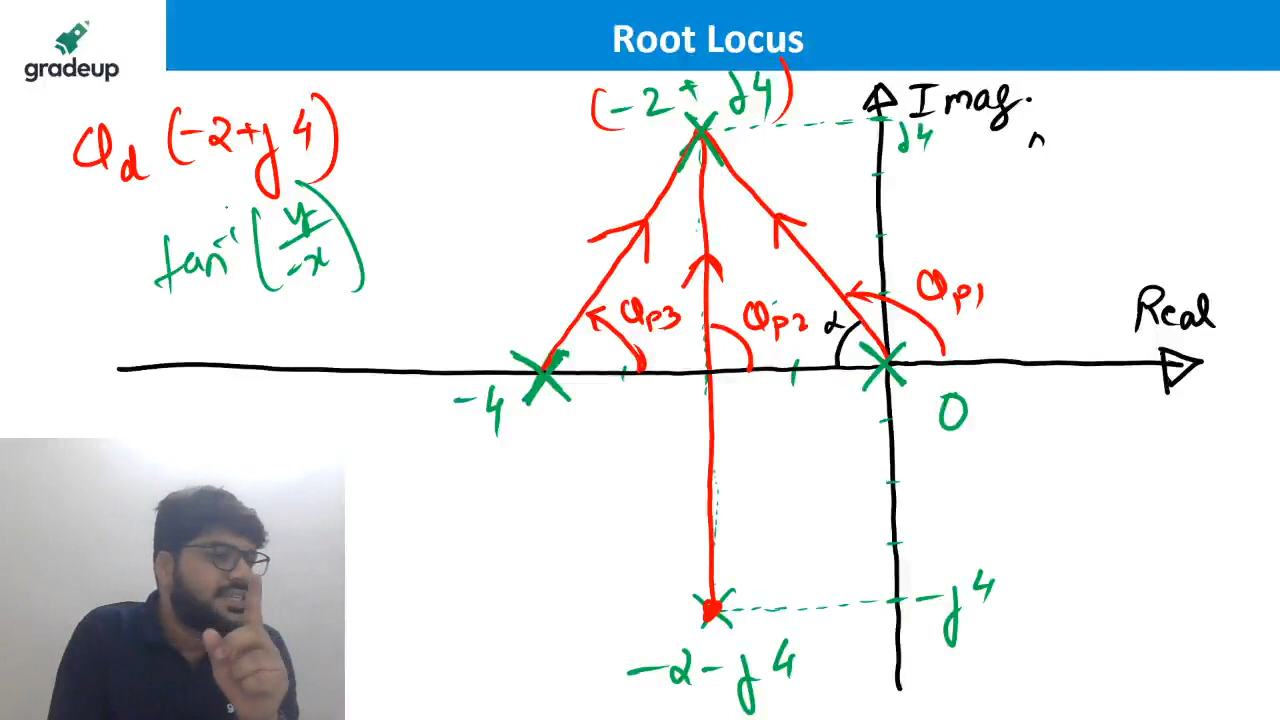 Root Locus
gradeup
(-2+j4)
Imag.
j4
Φd (-2+j4)
tan⁻¹(y/-x)
ΦP3
ΦP2
α
ΦP1
Real
-4
0
-j4
-2-j4